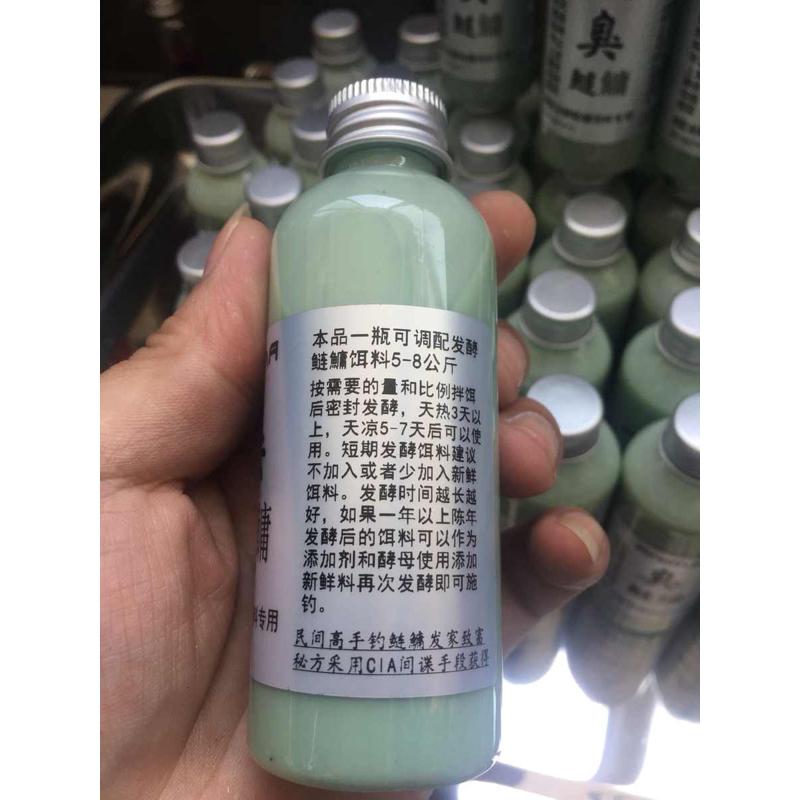 本品一瓶可调配发酵
鲢鳙饵料5-8公斤
按需要的量和比例拌饵
后密封发酵，天热3天以
上，天凉5-7天后可以使
用。短期发酵饵料建议
不加入或者少加入新鲜
饵料。发酵时间越长越
好，如果一年以上陈年
发酵后的饵料可以作为
添加剂和酵母使用添加
新鲜料再次发酵即可施
钓。
民间高手钓鲢鳙发家致富
秘方采用CIA间谍手段获得
鳙
专用
臭
鲢鳙